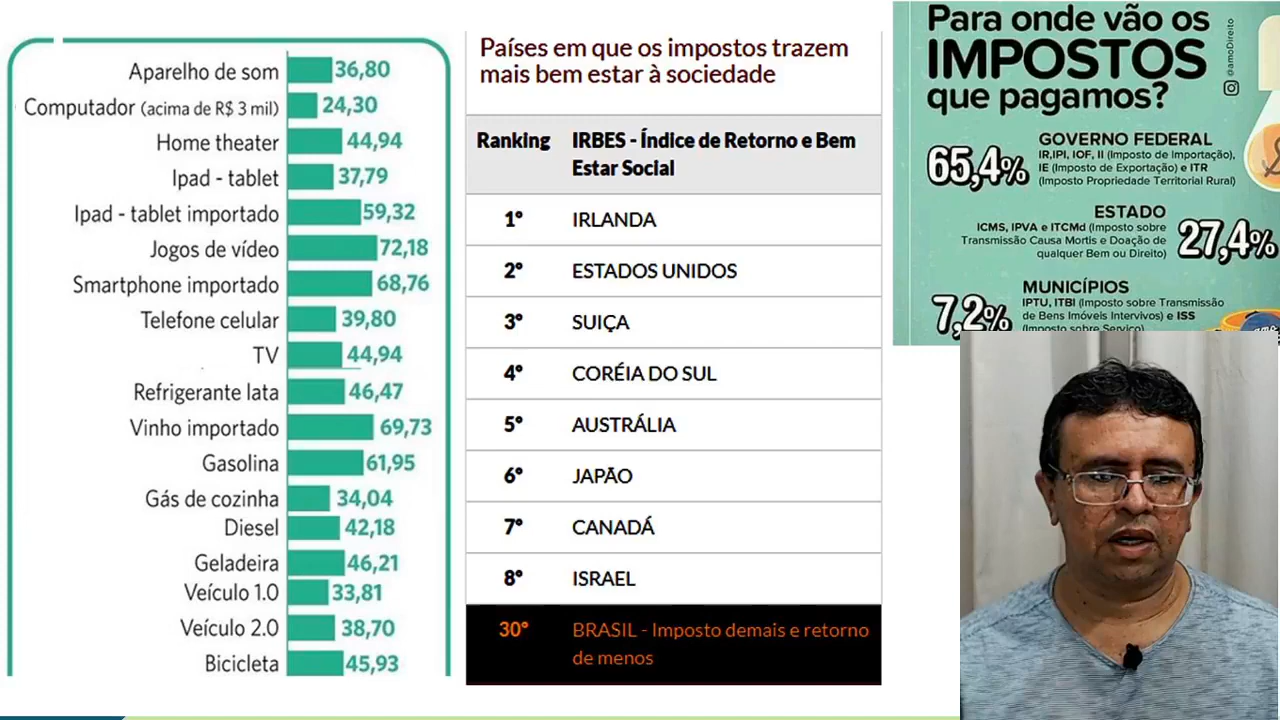 Aparelho de som 36,80
Computador (acima de R$ 3 mil) 24,30
Home theater 44,94
Ipad - tablet 37,79
Ipad - tablet importado 59,32
Jogos de vídeo 72,18
Smartphone importado 68,76
Telefone celular 39,80
TV 44,94
Refrigerante lata 46,47
Vinho importado 69,73
Gasolina 61,95
Gás de cozinha 34,04
Diesel 42,18
Geladeira 46,21
Veículo 1.0 33,81
Veículo 2.0 38,70
Bicicleta 45,93
Países em que os impostos trazem
mais bem estar à sociedade
Ranking IRBES - Índice de Retorno e Bem
Estar Social
1° IRLANDA
2° ESTADOS UNIDOS
3° SUIÇA
4° CORÉIA DO SUL
5° AUSTRÁLIA
6° JAPÃO
7° CANADÁ
8° ISRAEL
30° BRASIL - Imposto demais e retorno
de menos
Para onde vão os
IMPOSTOS
que pagamos?
@amoDireito
65,4%
GOVERNO FEDERAL
IR,IPI, IOF, II (Imposto de Importação),
IE (Imposto de Exportação) e ITR
(Imposto Propriedade Territorial Rural)
ESTADO
ICMS, IPVA e ITCMd (Imposto sobre
Transmissão Causa Mortis e Doação de
qualquer Bem ou Direito)
27,4%
7,2%
MUNICÍPIOS
IPTU, ITBI (Imposto sobre Transmissão
de Bens Imóveis Intervivos) e ISS
(Imposto sobre Serviço)